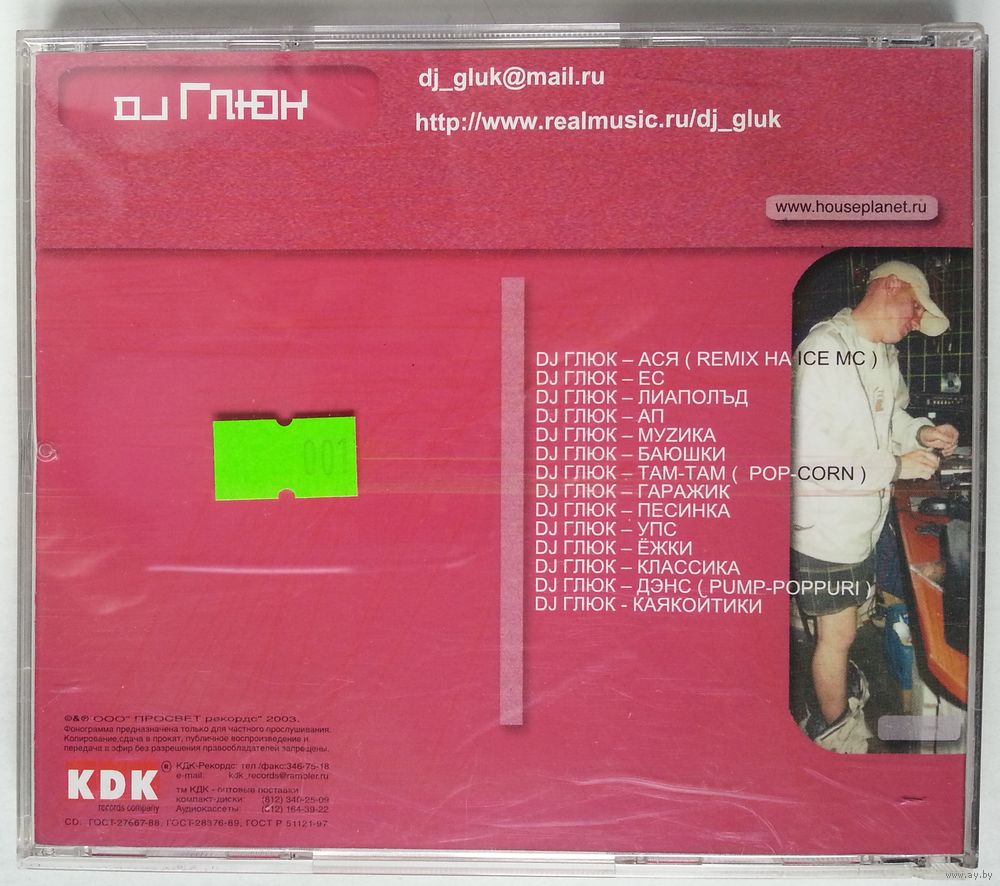 DJ ГЛЮК
dj_gluk@mail.ru
http://www.realmusic.ru/dj_gluk
www.houseplanet.ru
DJ ГЛЮК – АСЯ ( REMIX НА ICE MC )
DJ ГЛЮК – ЕС
DJ ГЛЮК – ЛИАПОЛЪД
DJ ГЛЮК – АП
DJ ГЛЮК – МУZИКА
DJ ГЛЮК – БАЮШКИ
DJ ГЛЮК – ТАМ-ТАМ ( POP-CORN )
DJ ГЛЮК – ГАРАЖИК
DJ ГЛЮК – ПЕСИНКА
DJ ГЛЮК – УПС
DJ ГЛЮК – ЁЖКИ
DJ ГЛЮК – КЛАССИКА
DJ ГЛЮК – ДЭНС ( PUMP-POPPURI )
DJ ГЛЮК - КАЯКОЙТИКИ
001
©&℗ ООО" ПРОСВЕТ рекордс" 2003.
Фонограмма предназначена только для частного прослушивания.
Копирование,сдача в прокат, публичное воспроизведение и
передача в эфир без разрешения правообладателей запрещены.
KDK ®
records company
КДК-Рекордс: тел./факс:346-75-18
e-mail: kdk_records@rambler.ru
тм КДК - оптовые поставки
компакт-диски: (812) 340-25-09
Аудиокассеты: (812) 164-39-22
CD: ГОСТ-27667-88, ГОСТ-28376-89, ГОСТ Р 51121-97
www.ay.by